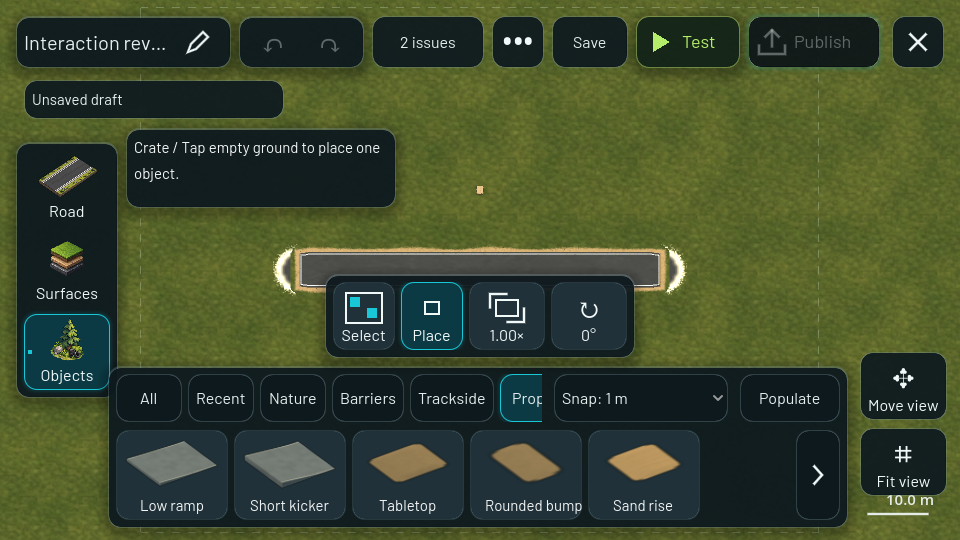 Interaction rev...
2 issues
Save
Test
Publish
Unsaved draft
Crate / Tap empty ground to place one
object.
Road
Surfaces
Objects
Select
Place
1.00×
0°
All
Recent
Nature
Barriers
Trackside
Prop
Snap: 1 m
Populate
Low ramp
Short kicker
Tabletop
Rounded bump
Sand rise
Move view
Fit view
10.0 m